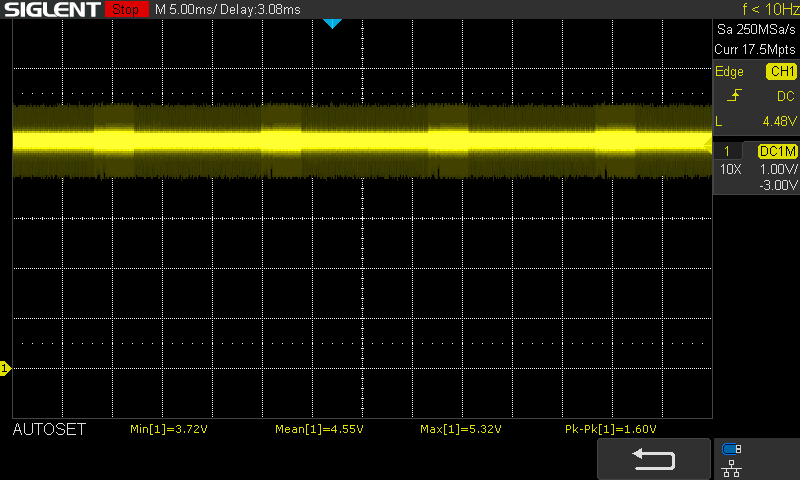 SIGLENT Stop M 5.00ms/ Delay:3.08ms f < 10Hz
Sa 250MSa/s
Curr 17.5Mpts
Edge CH1
DC
L 4.48V
1 DC1M
10X 1.00V/
-3.00V
1
AUTOSET Min[1]=3.72V Mean[1]=4.55V Max[1]=5.32V Pk-Pk[1]=1.60V